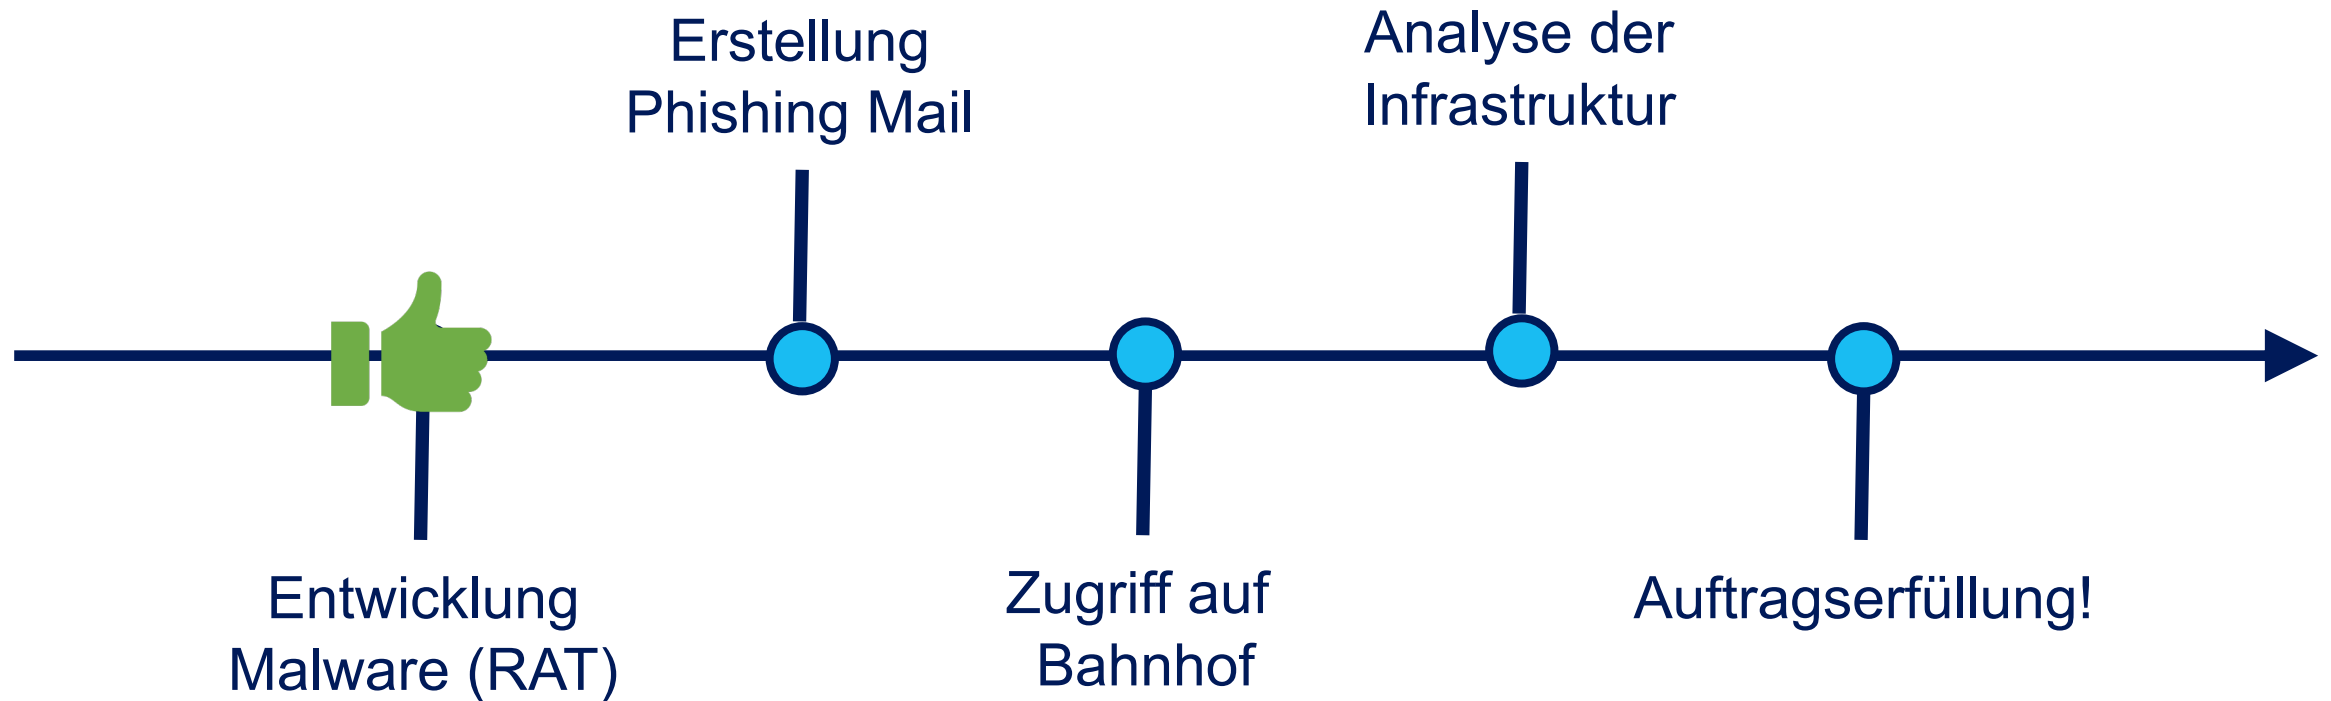 Erstellung
Phishing Mail
Analyse der
Infrastruktur
Entwicklung
Malware (RAT)
Zugriff auf
Bahnhof
Auftragserfüllung!